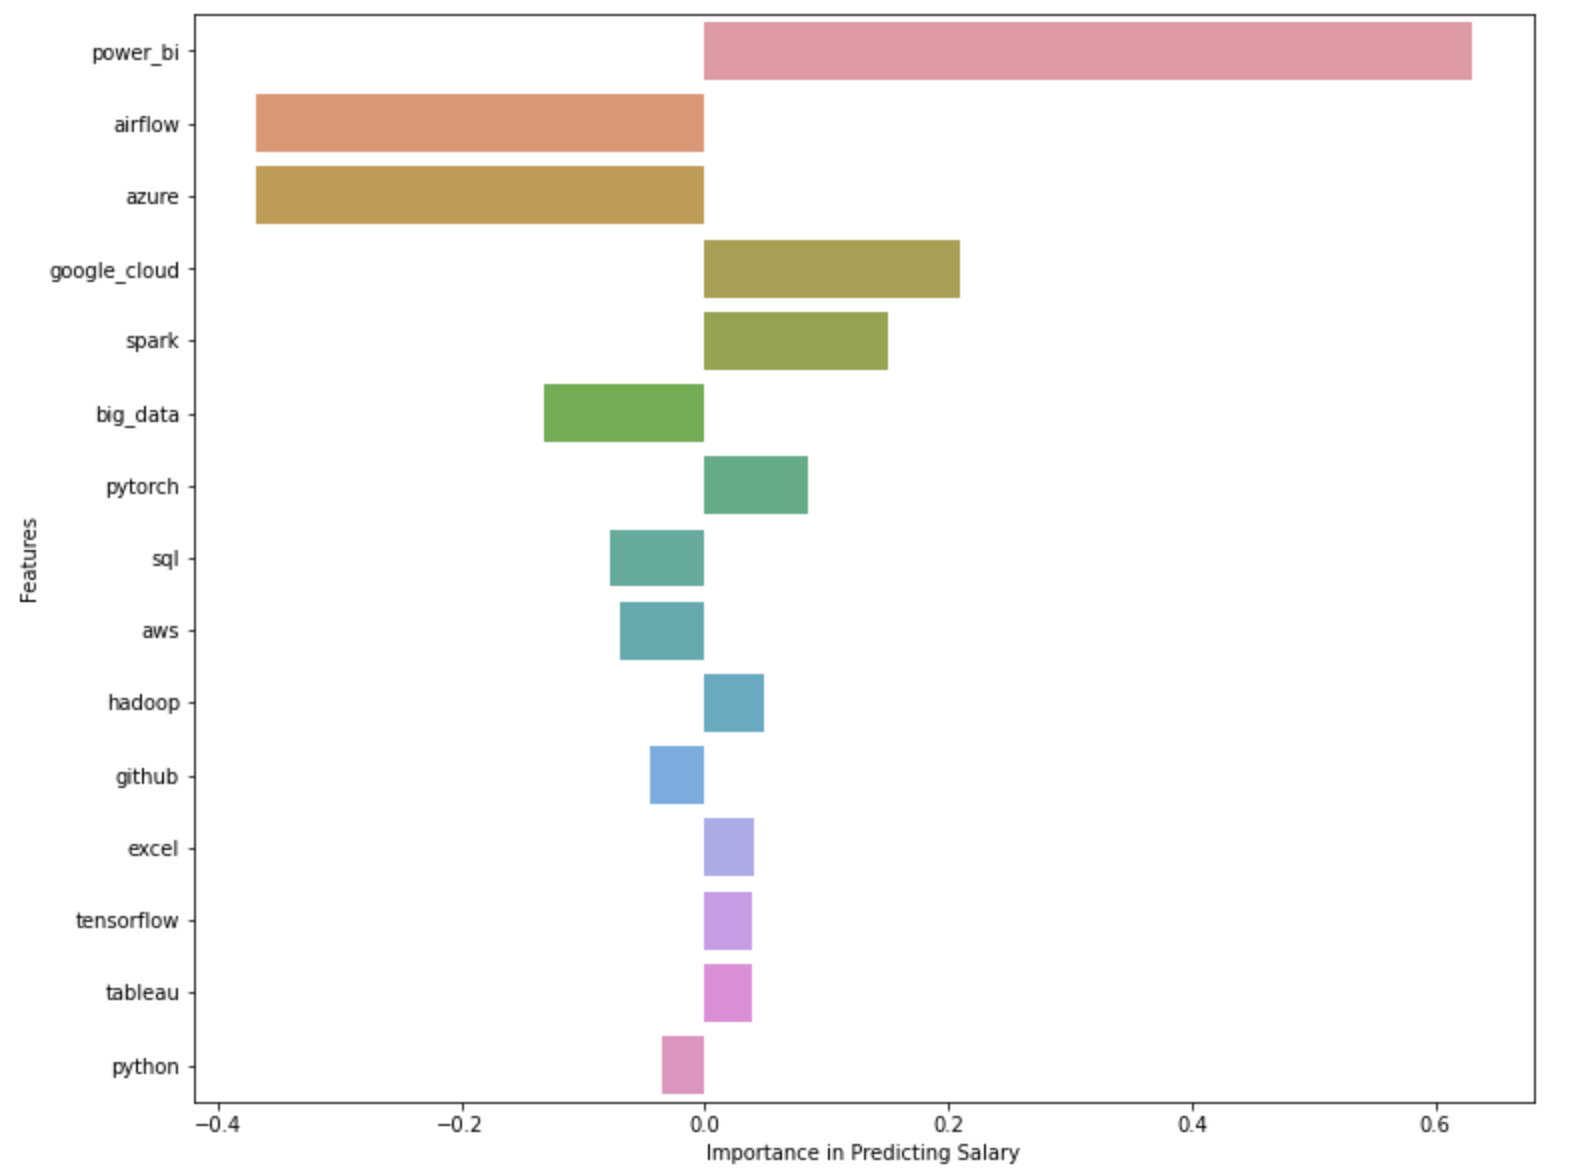 power_bi
airflow
azure
google_cloud
spark
big_data
pytorch
sql
aws
hadoop
github
excel
tensorflow
tableau
python
Features
−0.4 −0.2 0.0 0.2 0.4 0.6
Importance in Predicting Salary